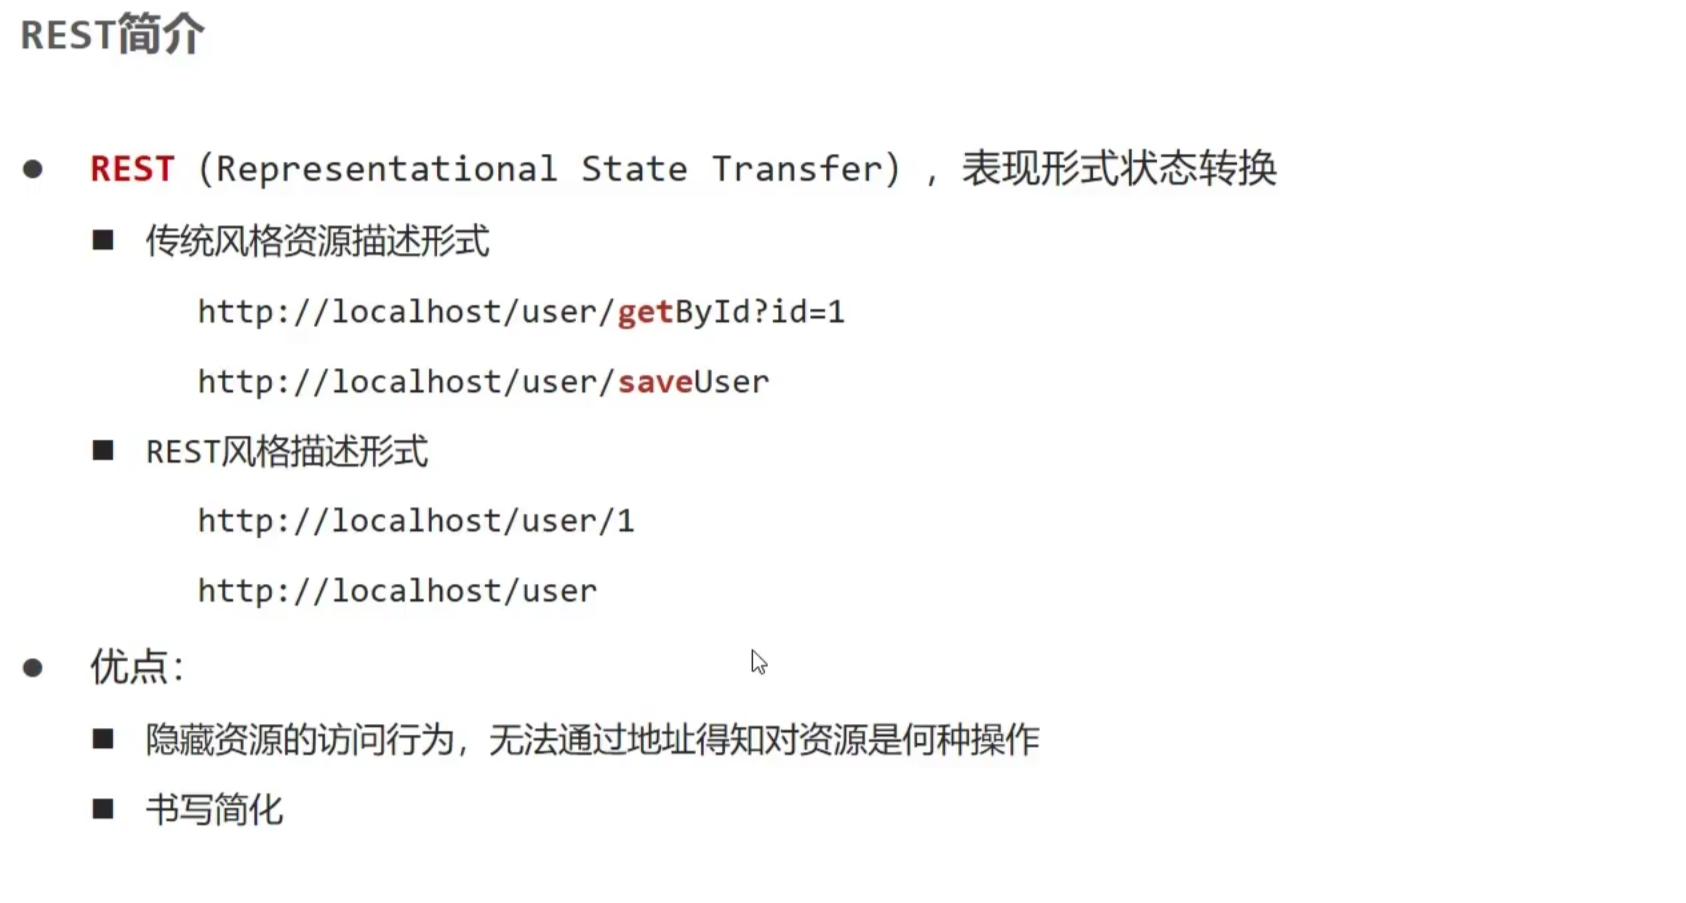 REST简介
REST (Representational State Transfer) ，表现形式状态转换
传统风格资源描述形式
http://localhost/user/getById?id=1
http://localhost/user/saveUser
REST风格描述形式
http://localhost/user/1
http://localhost/user
优点：
隐藏资源的访问行为，无法通过地址得知对资源是何种操作
书写简化